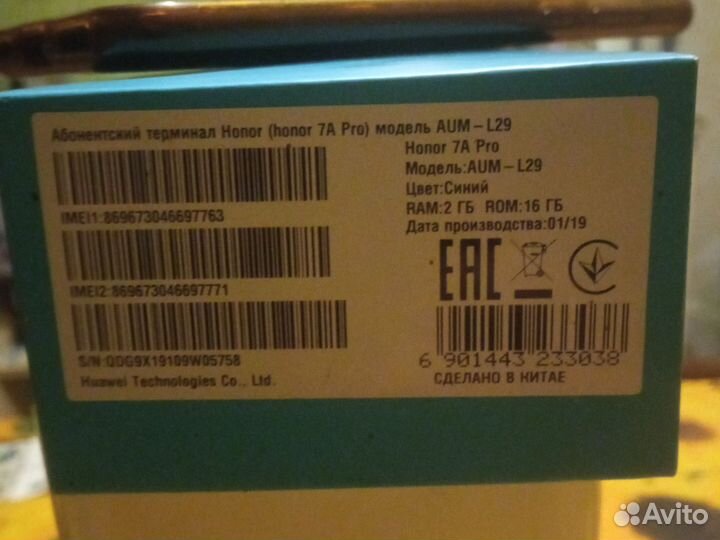 Абонентский терминал Honor (honor 7A Pro) модель AUM-L29
IMEI1:869673046697763
IMEI2:869673046697771
S/N:QDG9X19109W05758
Huawei Technologies Co., Ltd.
Honor 7A Pro
Модель:AUM-L29
Цвет:Синий
RAM:2 ГБ ROM:16 ГБ
Дата производства:01/19
EAC
6 901443 233038
СДЕЛАНО В КИТАЕ
Avito